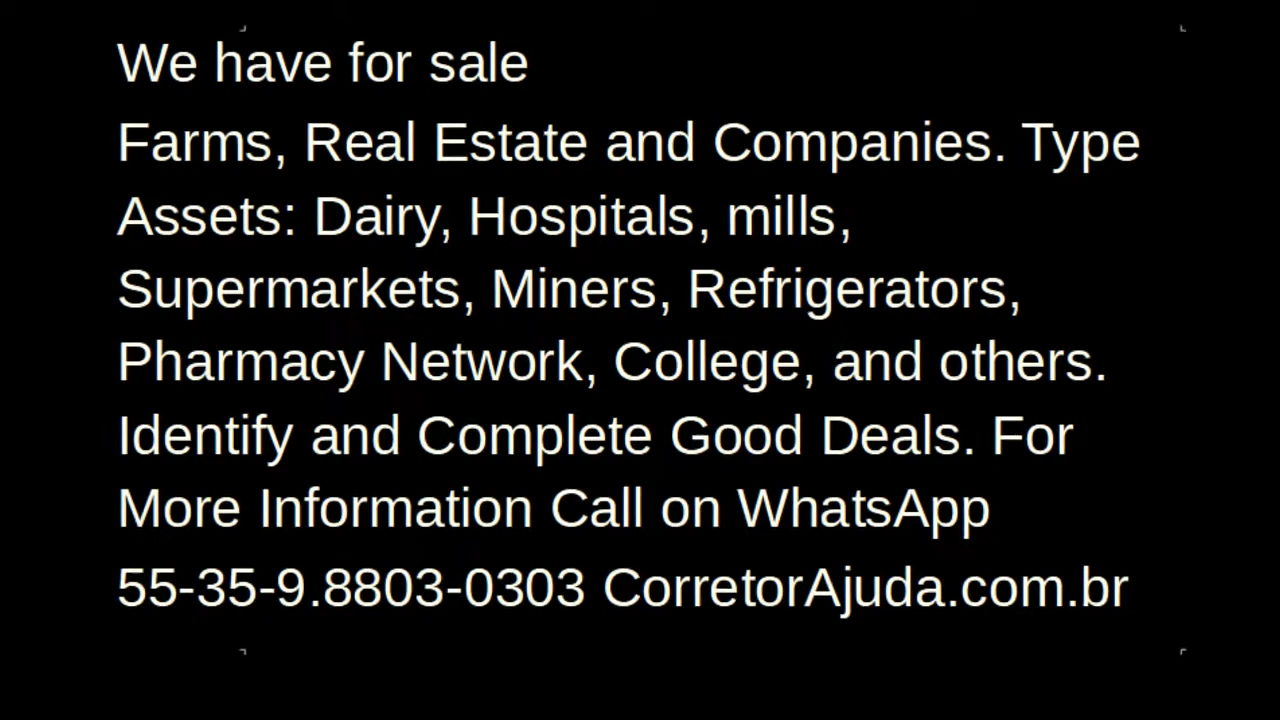 We have for sale
Farms, Real Estate and Companies. Type
Assets: Dairy, Hospitals, mills,
Supermarkets, Miners, Refrigerators,
Pharmacy Network, College, and others.
Identify and Complete Good Deals. For
More Information Call on WhatsApp
55-35-9.8803-0303 CorretorAjuda.com.br